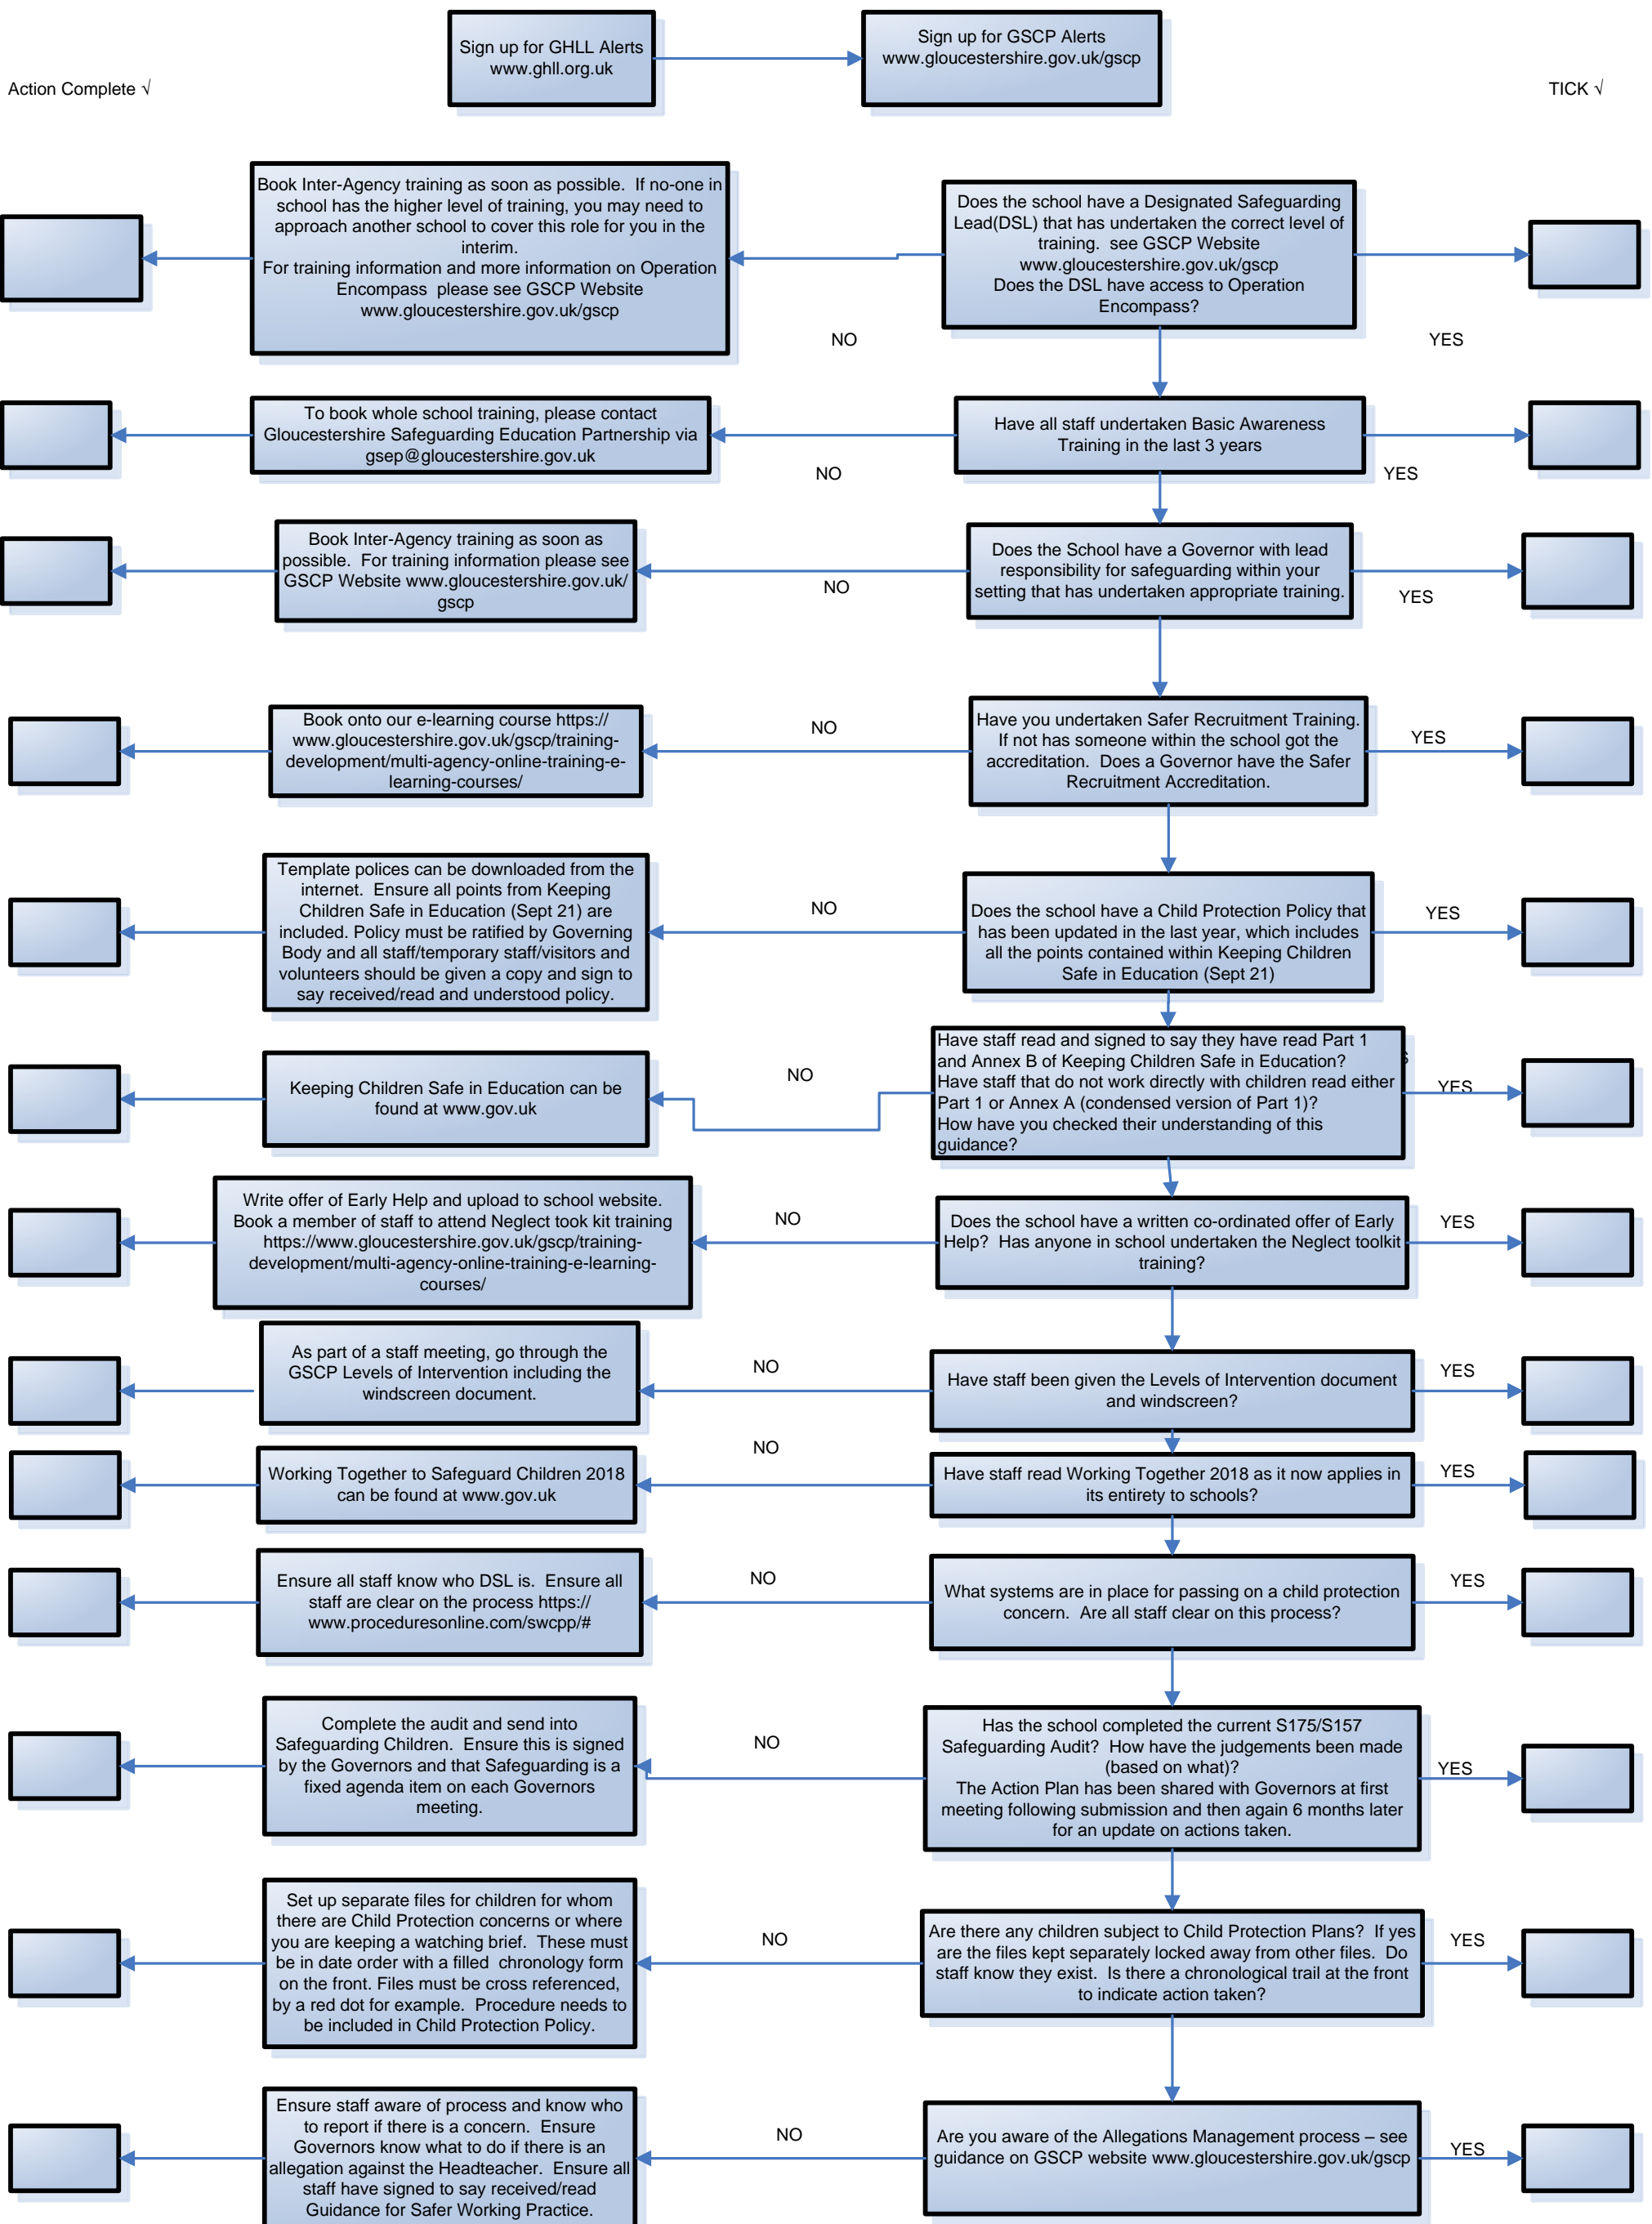 Sign up for GHLL Alerts
www.ghll.org.uk
Sign up for GSCP Alerts
www.gloucestershire.gov.uk/gscp
Action Complete √
TICK √
Book Inter-Agency training as soon as possible.  If no-one in
school has the higher level of training, you may need to
approach another school to cover this role for you in the
interim.
For training information and more information on Operation
Encompass  please see GSCP Website
www.gloucestershire.gov.uk/gscp
Does the school have a Designated Safeguarding
Lead(DSL) that has undertaken the correct level of
training.  see GSCP Website
www.gloucestershire.gov.uk/gscp
Does the DSL have access to Operation
Encompass?
NO
YES
To book whole school training, please contact
Gloucestershire Safeguarding Education Partnership via
gsep@gloucestershire.gov.uk
Have all staff undertaken Basic Awareness
Training in the last 3 years
NO
YES
Book Inter-Agency training as soon as
possible.  For training information please see
GSCP Website www.gloucestershire.gov.uk/
gscp
Does the School have a Governor with lead
responsibility for safeguarding within your
setting that has undertaken appropriate training.
NO
YES
Book onto our e-learning course https://
www.gloucestershire.gov.uk/gscp/training-
development/multi-agency-online-training-e-
learning-courses/
NO
Have you undertaken Safer Recruitment Training.
If not has someone within the school got the
accreditation.  Does a Governor have the Safer
Recruitment Accreditation.
YES
Template polices can be downloaded from the
internet.  Ensure all points from Keeping
Children Safe in Education (Sept 21) are
included. Policy must be ratified by Governing
Body and all staff/temporary staff/visitors and
volunteers should be given a copy and sign to
say received/read and understood policy.
NO
Does the school have a Child Protection Policy that
has been updated in the last year, which includes
all the points contained within Keeping Children
Safe in Education (Sept 21)
YES
Keeping Children Safe in Education can be
found at www.gov.uk
NO
Have staff read and signed to say they have read Part 1
and Annex B of Keeping Children Safe in Education?
Have staff that do not work directly with children read either
Part 1 or Annex A (condensed version of Part 1)?
How have you checked their understanding of this
guidance?
YES
Write offer of Early Help and upload to school website.
Book a member of staff to attend Neglect took kit training
https://www.gloucestershire.gov.uk/gscp/training-
development/multi-agency-online-training-e-learning-
courses/
NO
Does the school have a written co-ordinated offer of Early
Help?  Has anyone in school undertaken the Neglect toolkit
training?
YES
As part of a staff meeting, go through the
GSCP Levels of Intervention including the
windscreen document.
NO
Have staff been given the Levels of Intervention document
and windscreen?
YES
Working Together to Safeguard Children 2018
can be found at www.gov.uk
NO
Have staff read Working Together 2018 as it now applies in
its entirety to schools?
YES
Ensure all staff know who DSL is.  Ensure all
staff are clear on the process https://
www.proceduresonline.com/swcpp/#
NO
What systems are in place for passing on a child protection
concern.  Are all staff clear on this process?
YES
Complete the audit and send into
Safeguarding Children.  Ensure this is signed
by the Governors and that Safeguarding is a
fixed agenda item on each Governors
meeting.
NO
Has the school completed the current S175/S157
Safeguarding Audit?  How have the judgements been made
(based on what)?
The Action Plan has been shared with Governors at first
meeting following submission and then again 6 months later
for an update on actions taken.
YES
Set up separate files for children for whom
there are Child Protection concerns or where
you are keeping a watching brief.  These must
be in date order with a filled  chronology form
on the front. Files must be cross referenced,
by a red dot for example.  Procedure needs to
be included in Child Protection Policy.
NO
Are there any children subject to Child Protection Plans?  If yes
are the files kept separately locked away from other files.  Do
staff know they exist.  Is there a chronological trail at the front
to indicate action taken?
YES
Ensure staff aware of process and know who
to report if there is a concern.  Ensure
Governors know what to do if there is an
allegation against the Headteacher.  Ensure all
staff have signed to say received/read
Guidance for Safer Working Practice.
NO
Are you aware of the Allegations Management process – see
guidance on GSCP website www.gloucestershire.gov.uk/gscp
YES